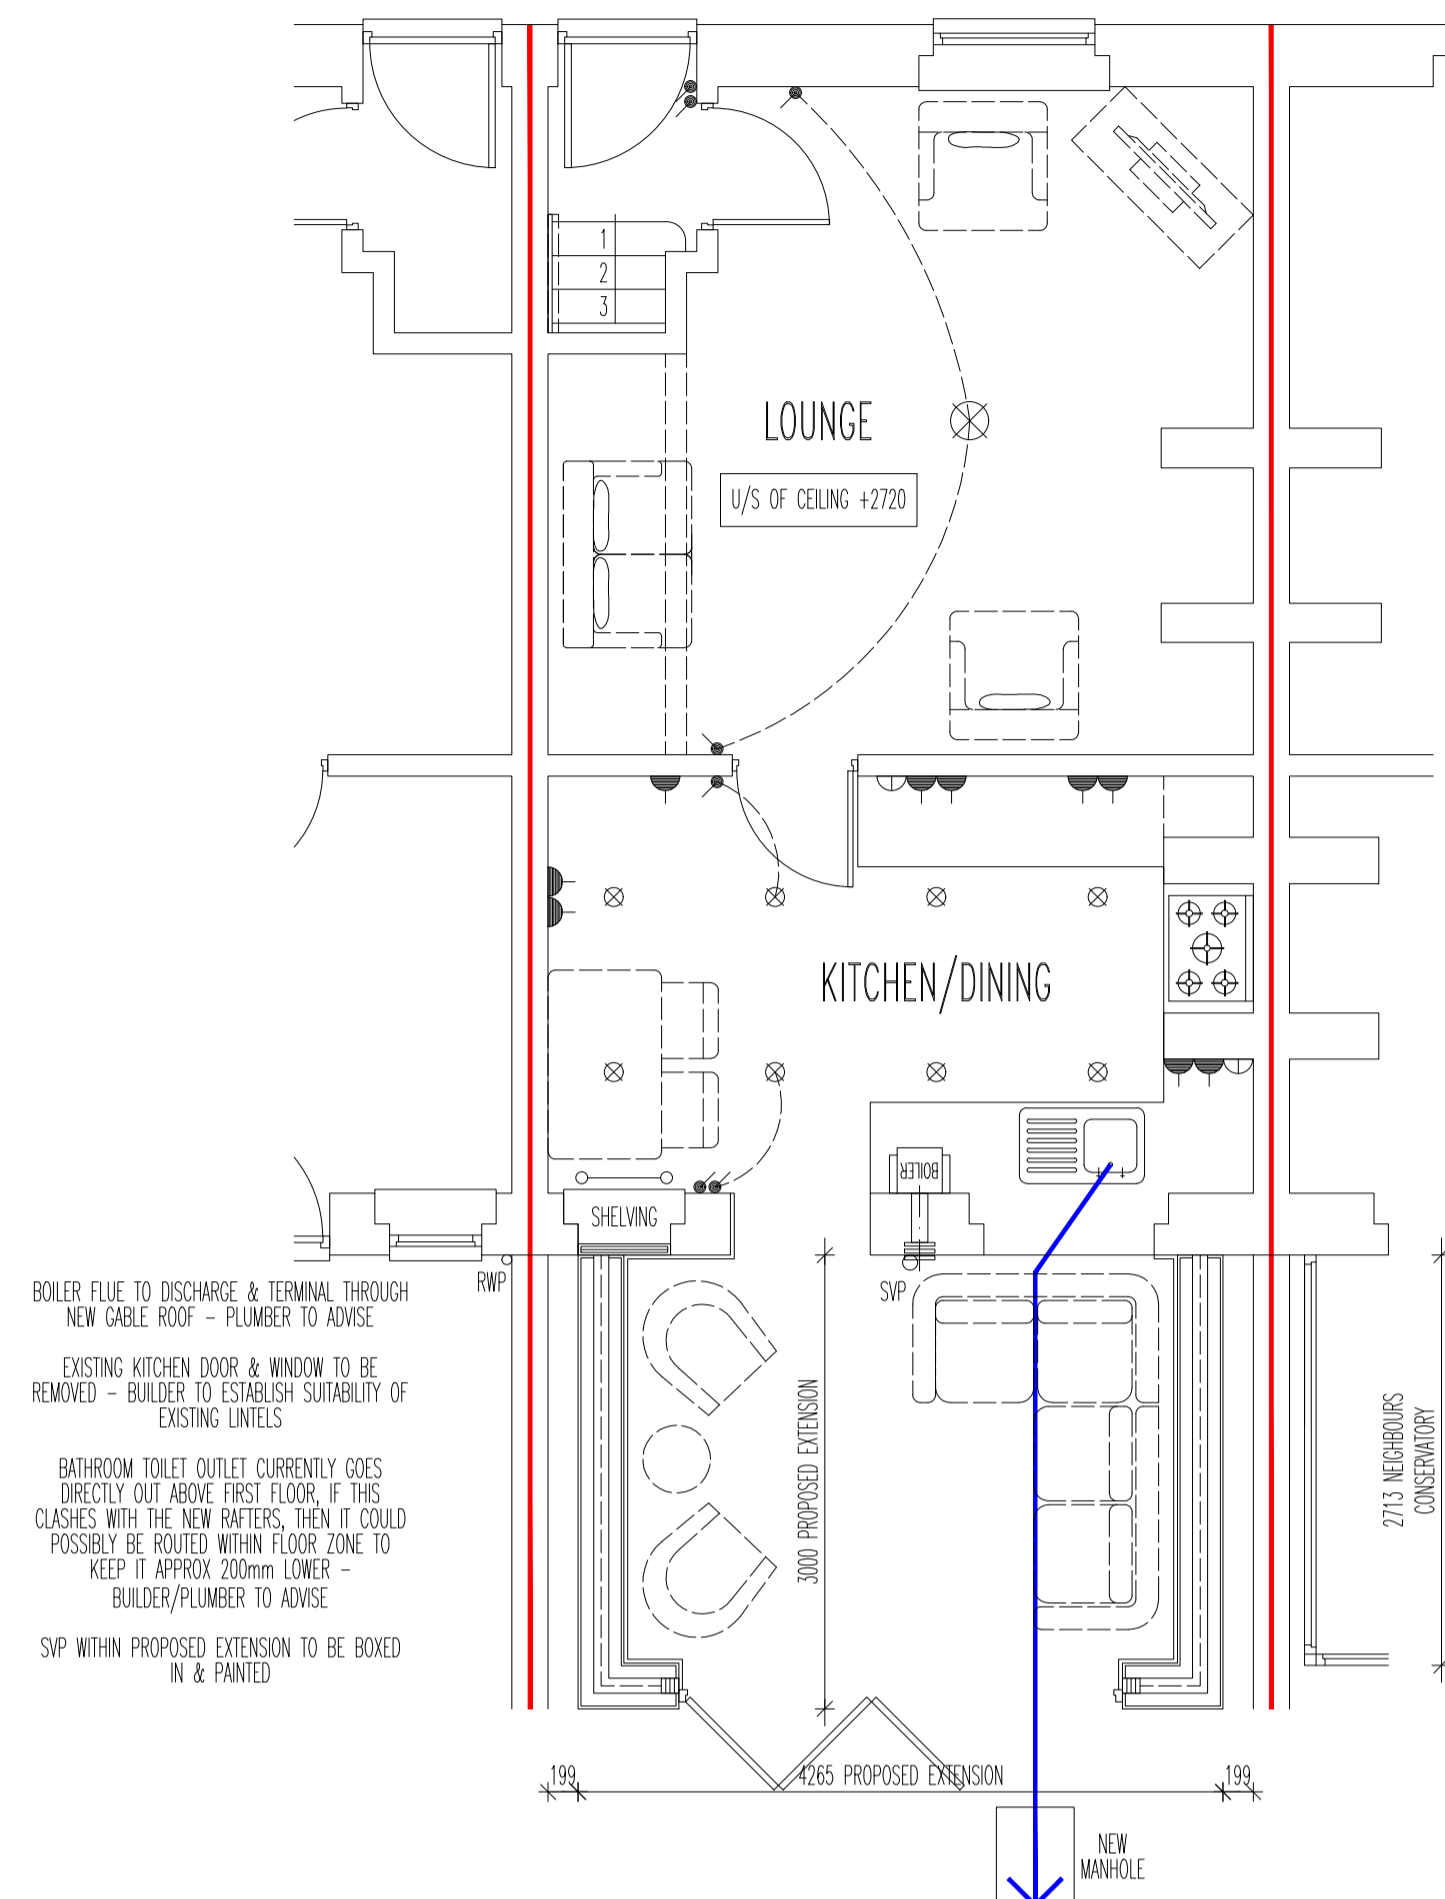 1
2
3
LOUNGE
U/S OF CEILING +2720
KITCHEN/DINING
BOILER
SHELVING
RWP
SVP
BOILER FLUE TO DISCHARGE & TERMINAL THROUGH
NEW GABLE ROOF - PLUMBER TO ADVISE
EXISTING KITCHEN DOOR & WINDOW TO BE
REMOVED - BUILDER TO ESTABLISH SUITABILITY OF
EXISTING LINTELS
BATHROOM TOILET OUTLET CURRENTLY GOES
DIRECTLY OUT ABOVE FIRST FLOOR, IF THIS
CLASHES WITH THE NEW RAFTERS, THEN IT COULD
POSSIBLY BE ROUTED WITHIN FLOOR ZONE TO
KEEP IT APPROX 200mm LOWER -
BUILDER/PLUMBER TO ADVISE
SVP WITHIN PROPOSED EXTENSION TO BE BOXED
IN & PAINTED
3000 PROPOSED EXTENSION
2713 NEIGHBOURS
CONSERVATORY
199
4265 PROPOSED EXTENSION
199
NEW
MANHOLE